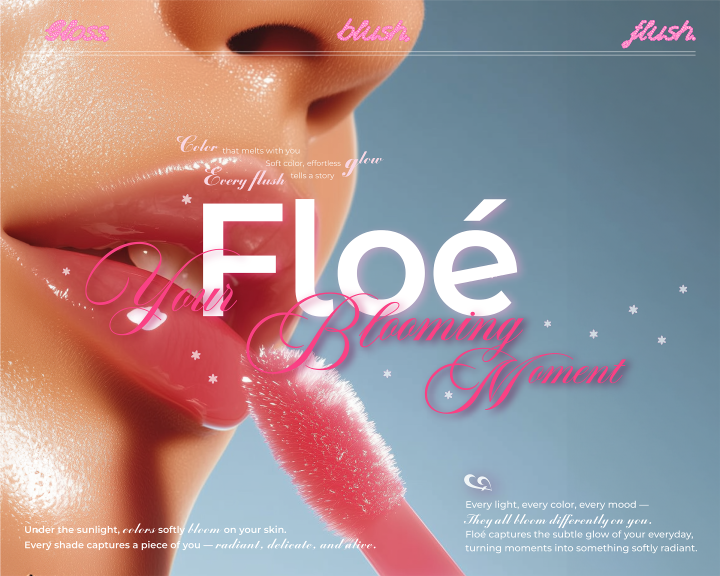 Gloss. blush. flush.
Color that melts with you
Soft color, effortless glow
Every flush tells a story
Floé
Your
Blooming
Moment
Every light, every color, every mood —
They all bloom differently on you.
Floé captures the subtle glow of your everyday,
turning moments into something softly radiant.
Under the sunlight, colors softly bloom on your skin.
Every shade captures a piece of you — radiant, delicate, and alive.